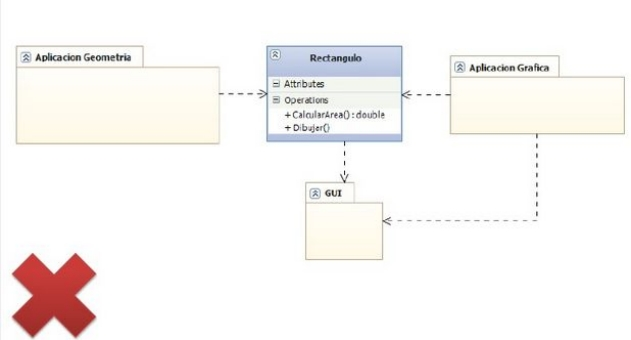 Aplicacion Geometria
Rectangulo
Attributes
Operations
+ CalcularArea() : double
+ Dibujar()
Aplicacion Grafica
GUI